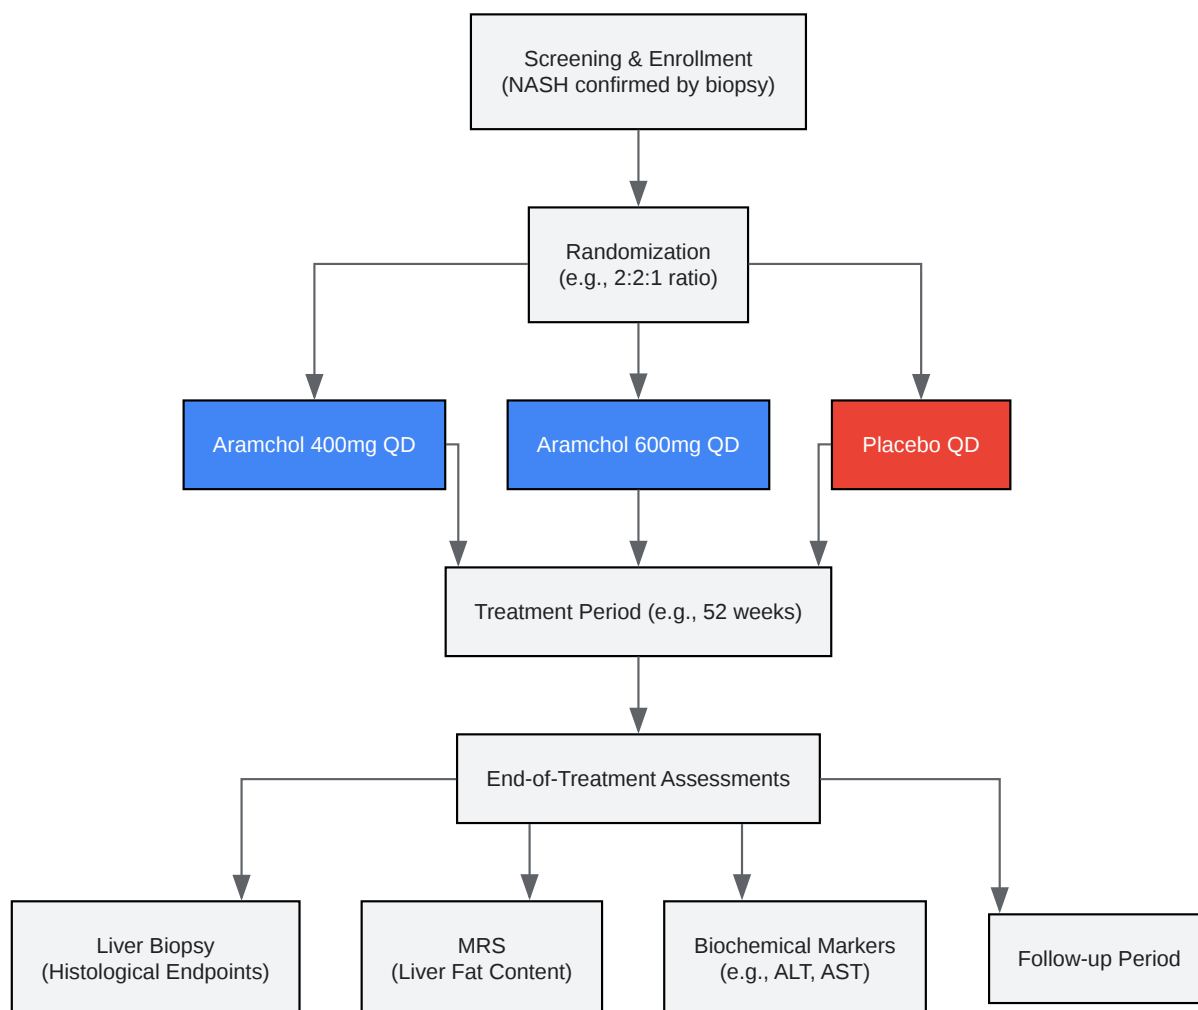 Screening & Enrollment
(NASH confirmed by biopsy)
Randomization
(e.g., 2:2:1 ratio)
Aramchol 400mg QD
Aramchol 600mg QD
Placebo QD
Treatment Period (e.g., 52 weeks)
End-of-Treatment Assessments
Liver Biopsy
(Histological Endpoints)
MRS
(Liver Fat Content)
Biochemical Markers
(e.g., ALT, AST)
Follow-up Period